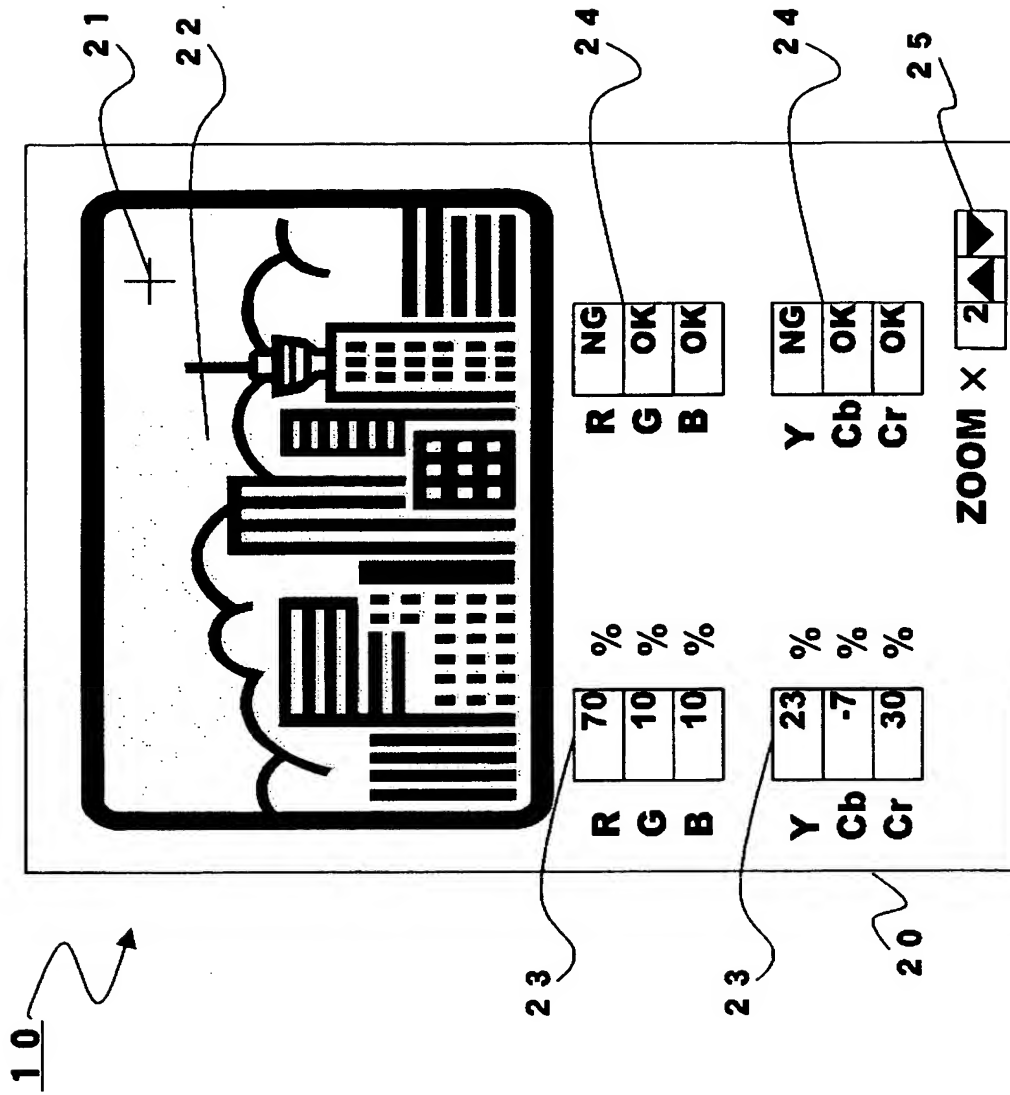 10
21
22
R 70 % R NG
G 10 % G OK
B 10 % B OK
23
24
Y 23 % Y NG
Cb -7 % Cb OK
Cr 30 % Cr OK
23
24
20
ZOOM × 2
25